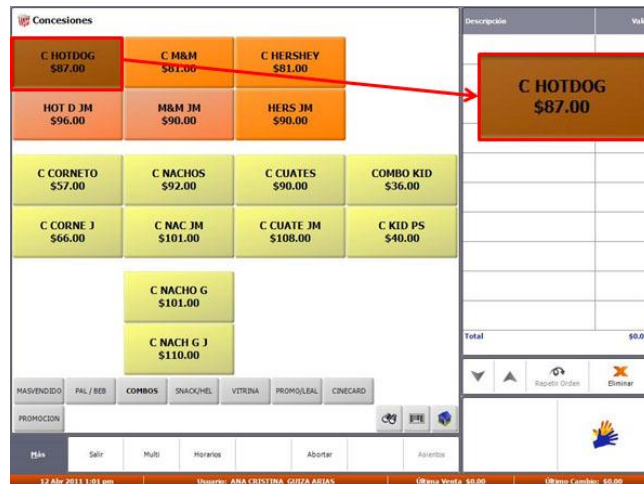 Concesiones
Descripción Val
C HOTDOG
$87.00
C M&M
$81.00
C HERSHEY
$81.00
C HOTDOG
$87.00
HOT D JM
$96.00
M&M JM
$90.00
HERS JM
$90.00
C CORNETO
$57.00
C NACHOS
$92.00
C CUATES
$90.00
COMBO KID
$36.00
C CORNE J
$66.00
C NAC JM
$101.00
C CUATE JM
$108.00
C KID PS
$40.00
C NACHO G
$101.00
C NACH G J
$110.00
Total $0.0
MASVENDIDO PAL / BEB COMBOS SNACK/HEL VITRINA PROMO/LEAL CINECARD
Repetir Orden Eliminar
PROMOCION
Más Salir Multi Horarios Abortar Asientos
12 Abr 2011 1:01 pm Usuario: ANA CRISTINA GUIZA ARIAS Última Venta $0.00 Último Cambio: $0.00